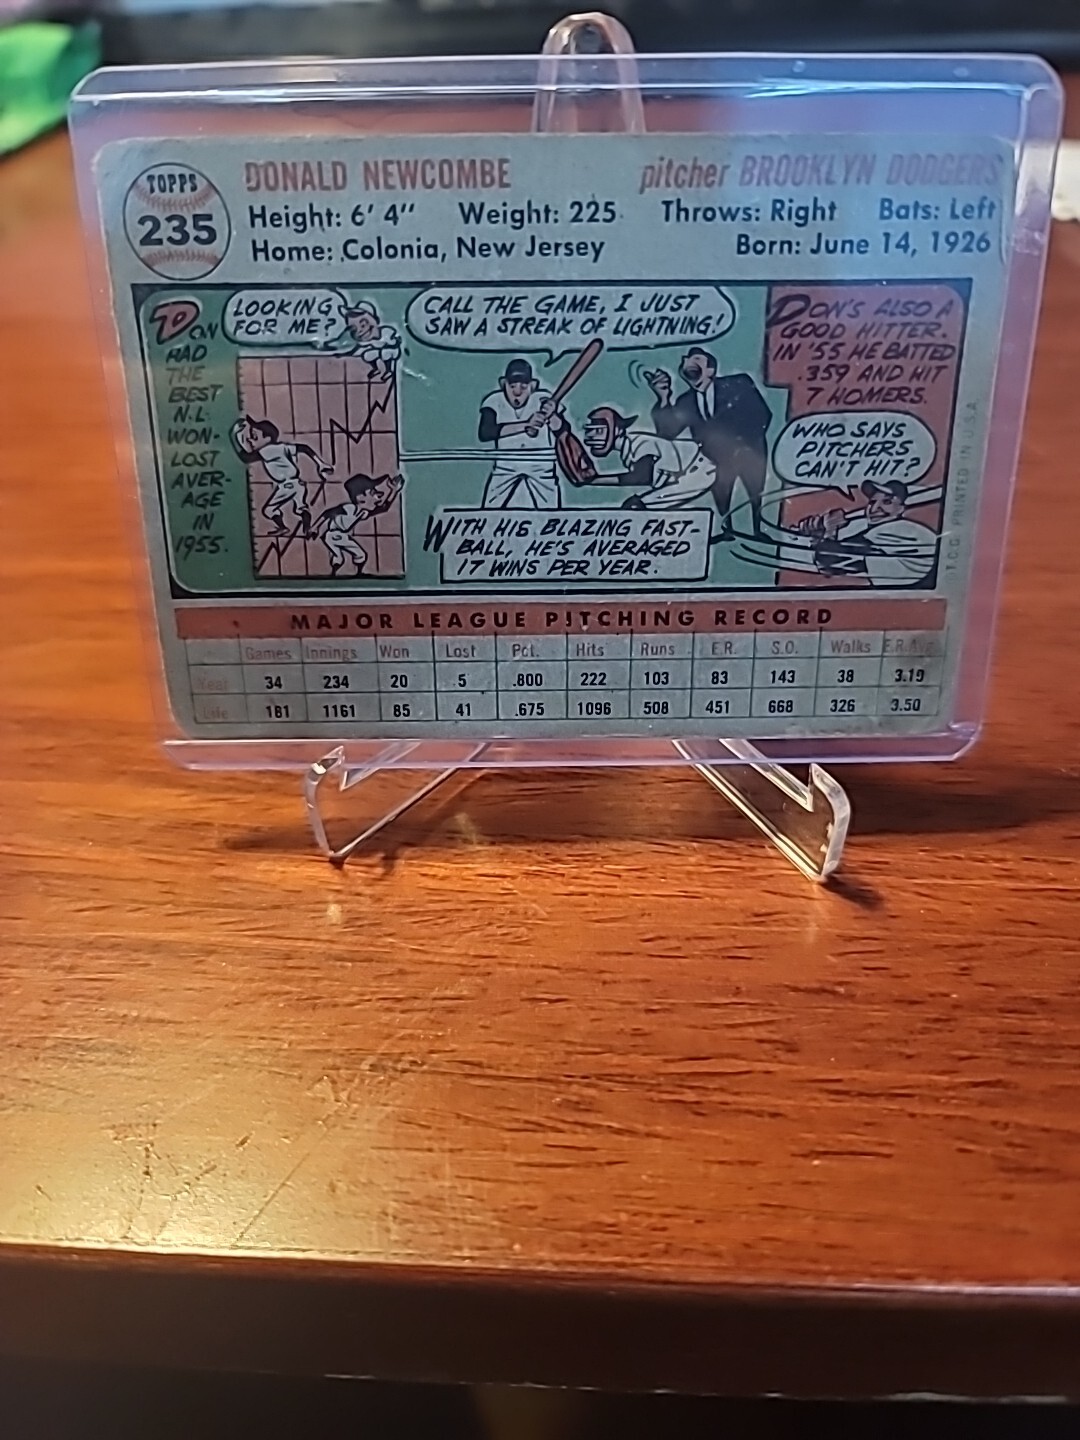 TOPPS
235
DONALD NEWCOMBE pitcher BROOKLYN DODGERS
Height: 6' 4" Weight: 225 Throws: Right Bats: Left
Home: Colonia, New Jersey Born: June 14, 1926
DON
HAD
THE
BEST
N.L.
WON-
LOST
AVER-
AGE
IN
1955.
LOOKING
FOR ME?
CALL THE GAME, I JUST
SAW A STREAK OF LIGHTNING!
WITH HIS BLAZING FAST-
BALL, HE'S AVERAGED
17 WINS PER YEAR.
DON'S ALSO A
GOOD HITTER.
IN '55 HE BATTED
.359 AND HIT
7 HOMERS.
WHO SAYS
PITCHERS
CAN'T HIT?
T.C.G. PRINTED IN U.S.A.
MAJOR LEAGUE PITCHING RECORD
Games Innings Won Lost Pct. Hits Runs E.R. S.O. Walks E.R.Avg.
Year 34 234 20 5 .800 222 103 83 143 38 3.19
Life 181 1161 85 41 .675 1096 508 451 668 326 3.50